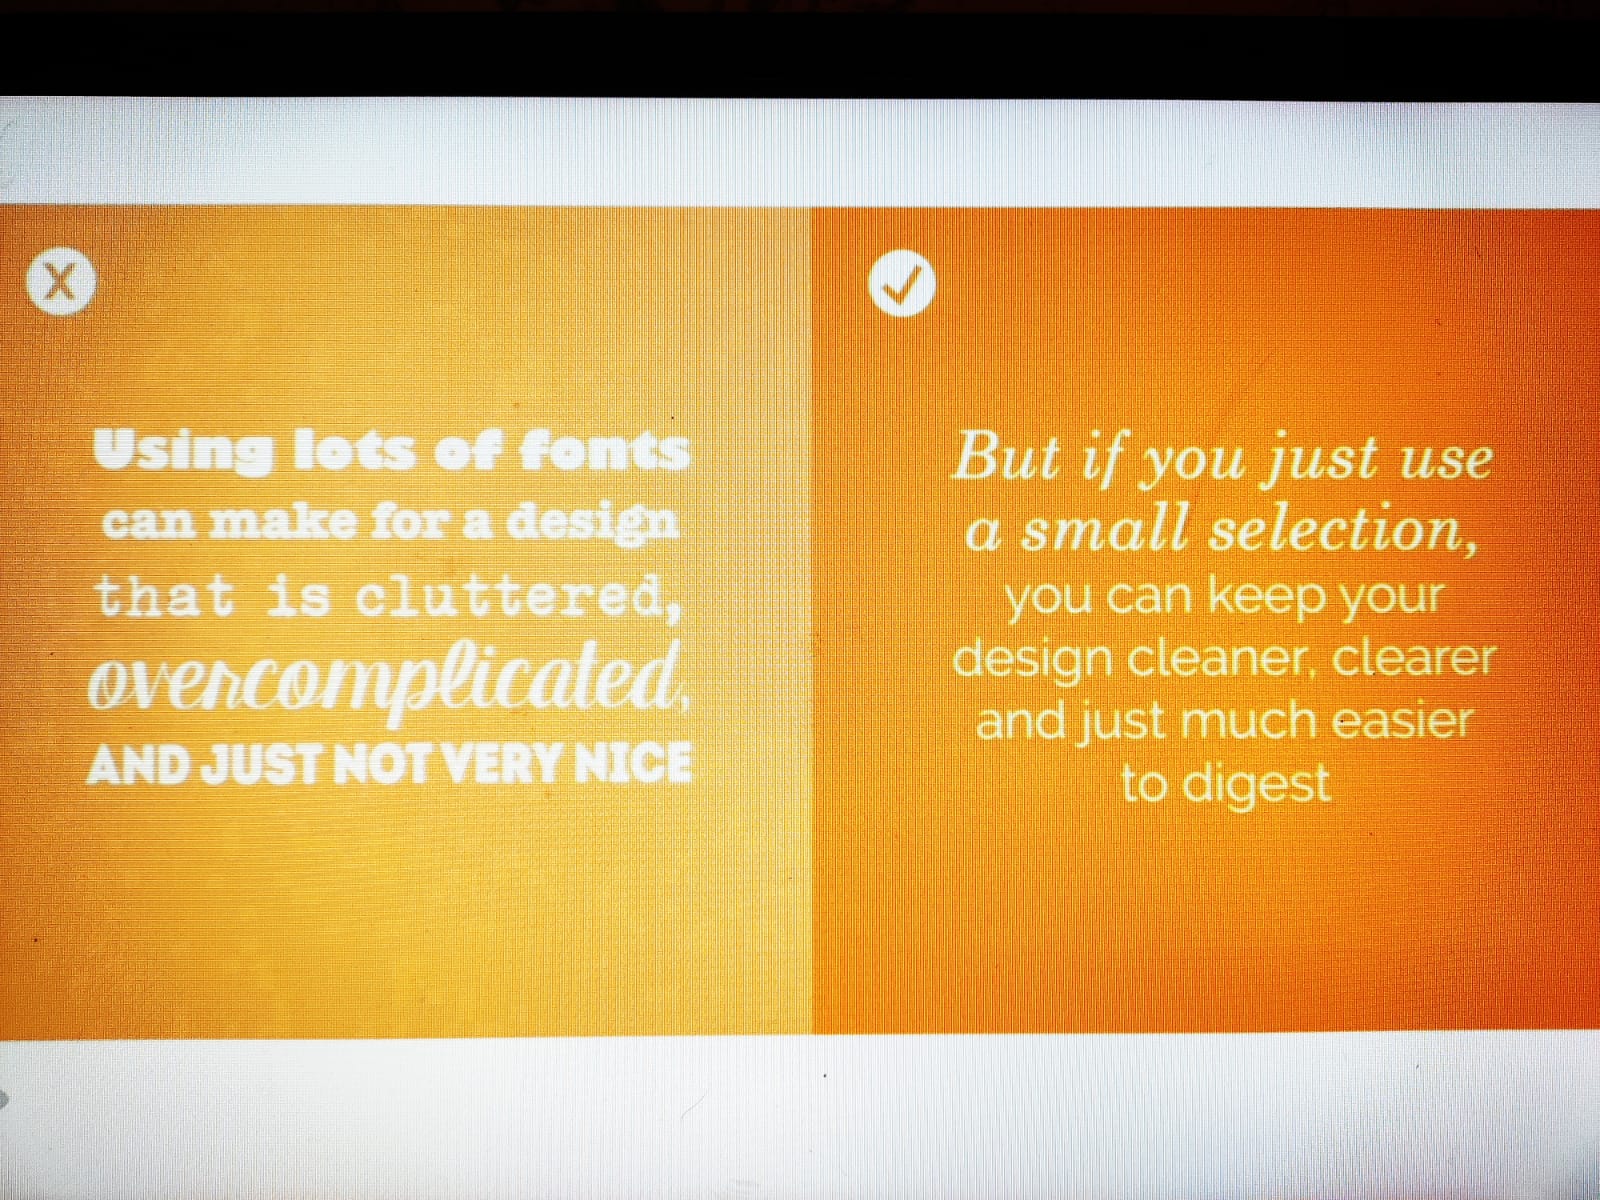 X
Using lots of fonts
can make for a design
that is cluttered,
overcomplicated,
AND JUST NOT VERY NICE
But if you just use
a small selection,
you can keep your
design cleaner, clearer
and just much easier
to digest